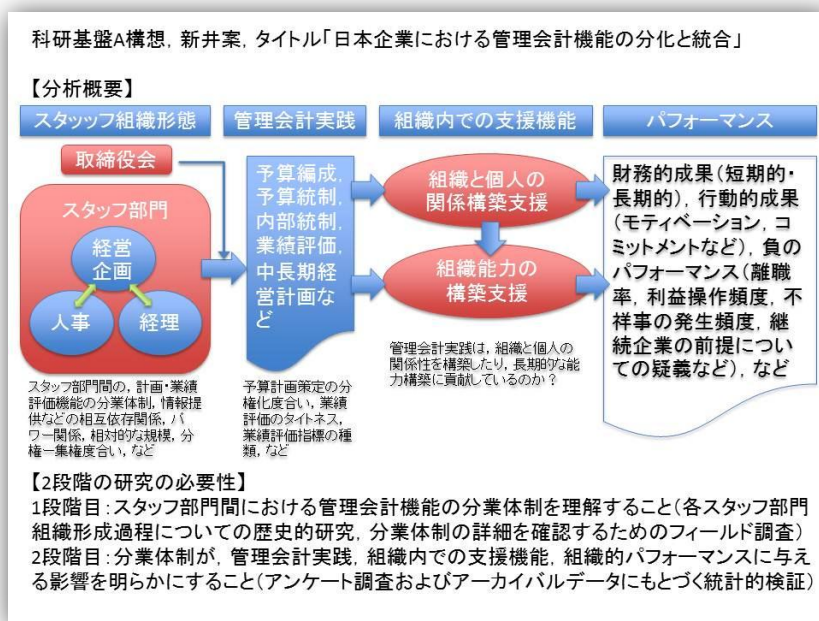 科研基盤A構想，新井案，タイトル「日本企業における管理会計機能の分化と統合」
【分析概要】
スタッッフ組織形態
管理会計実践
組織内での支援機能
パフォーマンス
取締役会
スタッフ部門
経営
企画
人事
経理
予算編成，
予算統制，
内部統制，
業績評価，
中長期経
営計画な
ど
組織と個人の
関係構築支援
組織能力の
構築支援
財務的成果（短期的・
長期的），行動的成果
（モティベーション，コ
ミットメントなど），負の
パフォーマンス（離職
率，利益操作頻度，不
祥事の発生頻度，継
続企業の前提につい
ての疑義など），など
スタッフ部門間の，計画・業績
評価機能の分業体制，情報提
供などの相互依存関係，パ
ワー関係，相対的な規模，分
権ー集権度合い，など
予算計画策定の分
権化度合い，業績
評価のタイトネス，
業績評価指標の種
類，など
管理会計実践は，組織と個人の
関係性を構築したり，長期的な能
力構築に貢献しているのか？
【2段階の研究の必要性】
1段階目：スタッフ部門間における管理会計機能の分業体制を理解すること（各スタッフ部門
組織形成過程についての歴史的研究，分業体制の詳細を確認するためのフィールド調査）
2段階目：分業体制が，管理会計実践，組織内での支援機能，組織的パフォーマンスに与え
る影響を明らかにすること（アンケート調査およびアーカイバルデータにもとづく統計的検証）